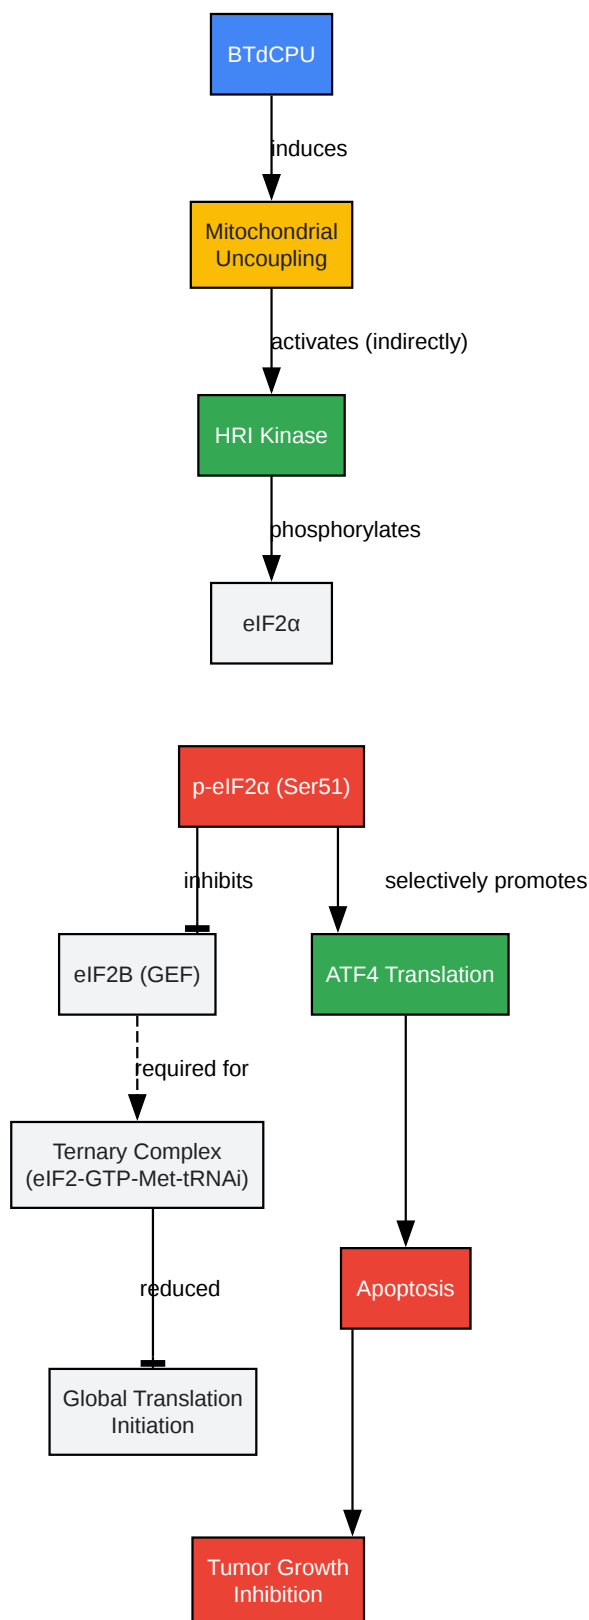 BTdCPU
induces
Mitochondrial
Uncoupling
activates (indirectly)
HRI Kinase
phosphorylates
eIF2α
p-eIF2α (Ser51)
inhibits
selectively promotes
eIF2B (GEF)
ATF4 Translation
required for
Ternary Complex
(eIF2-GTP-Met-tRNAi)
reduced
Apoptosis
Global Translation
Initiation
Tumor Growth
Inhibition